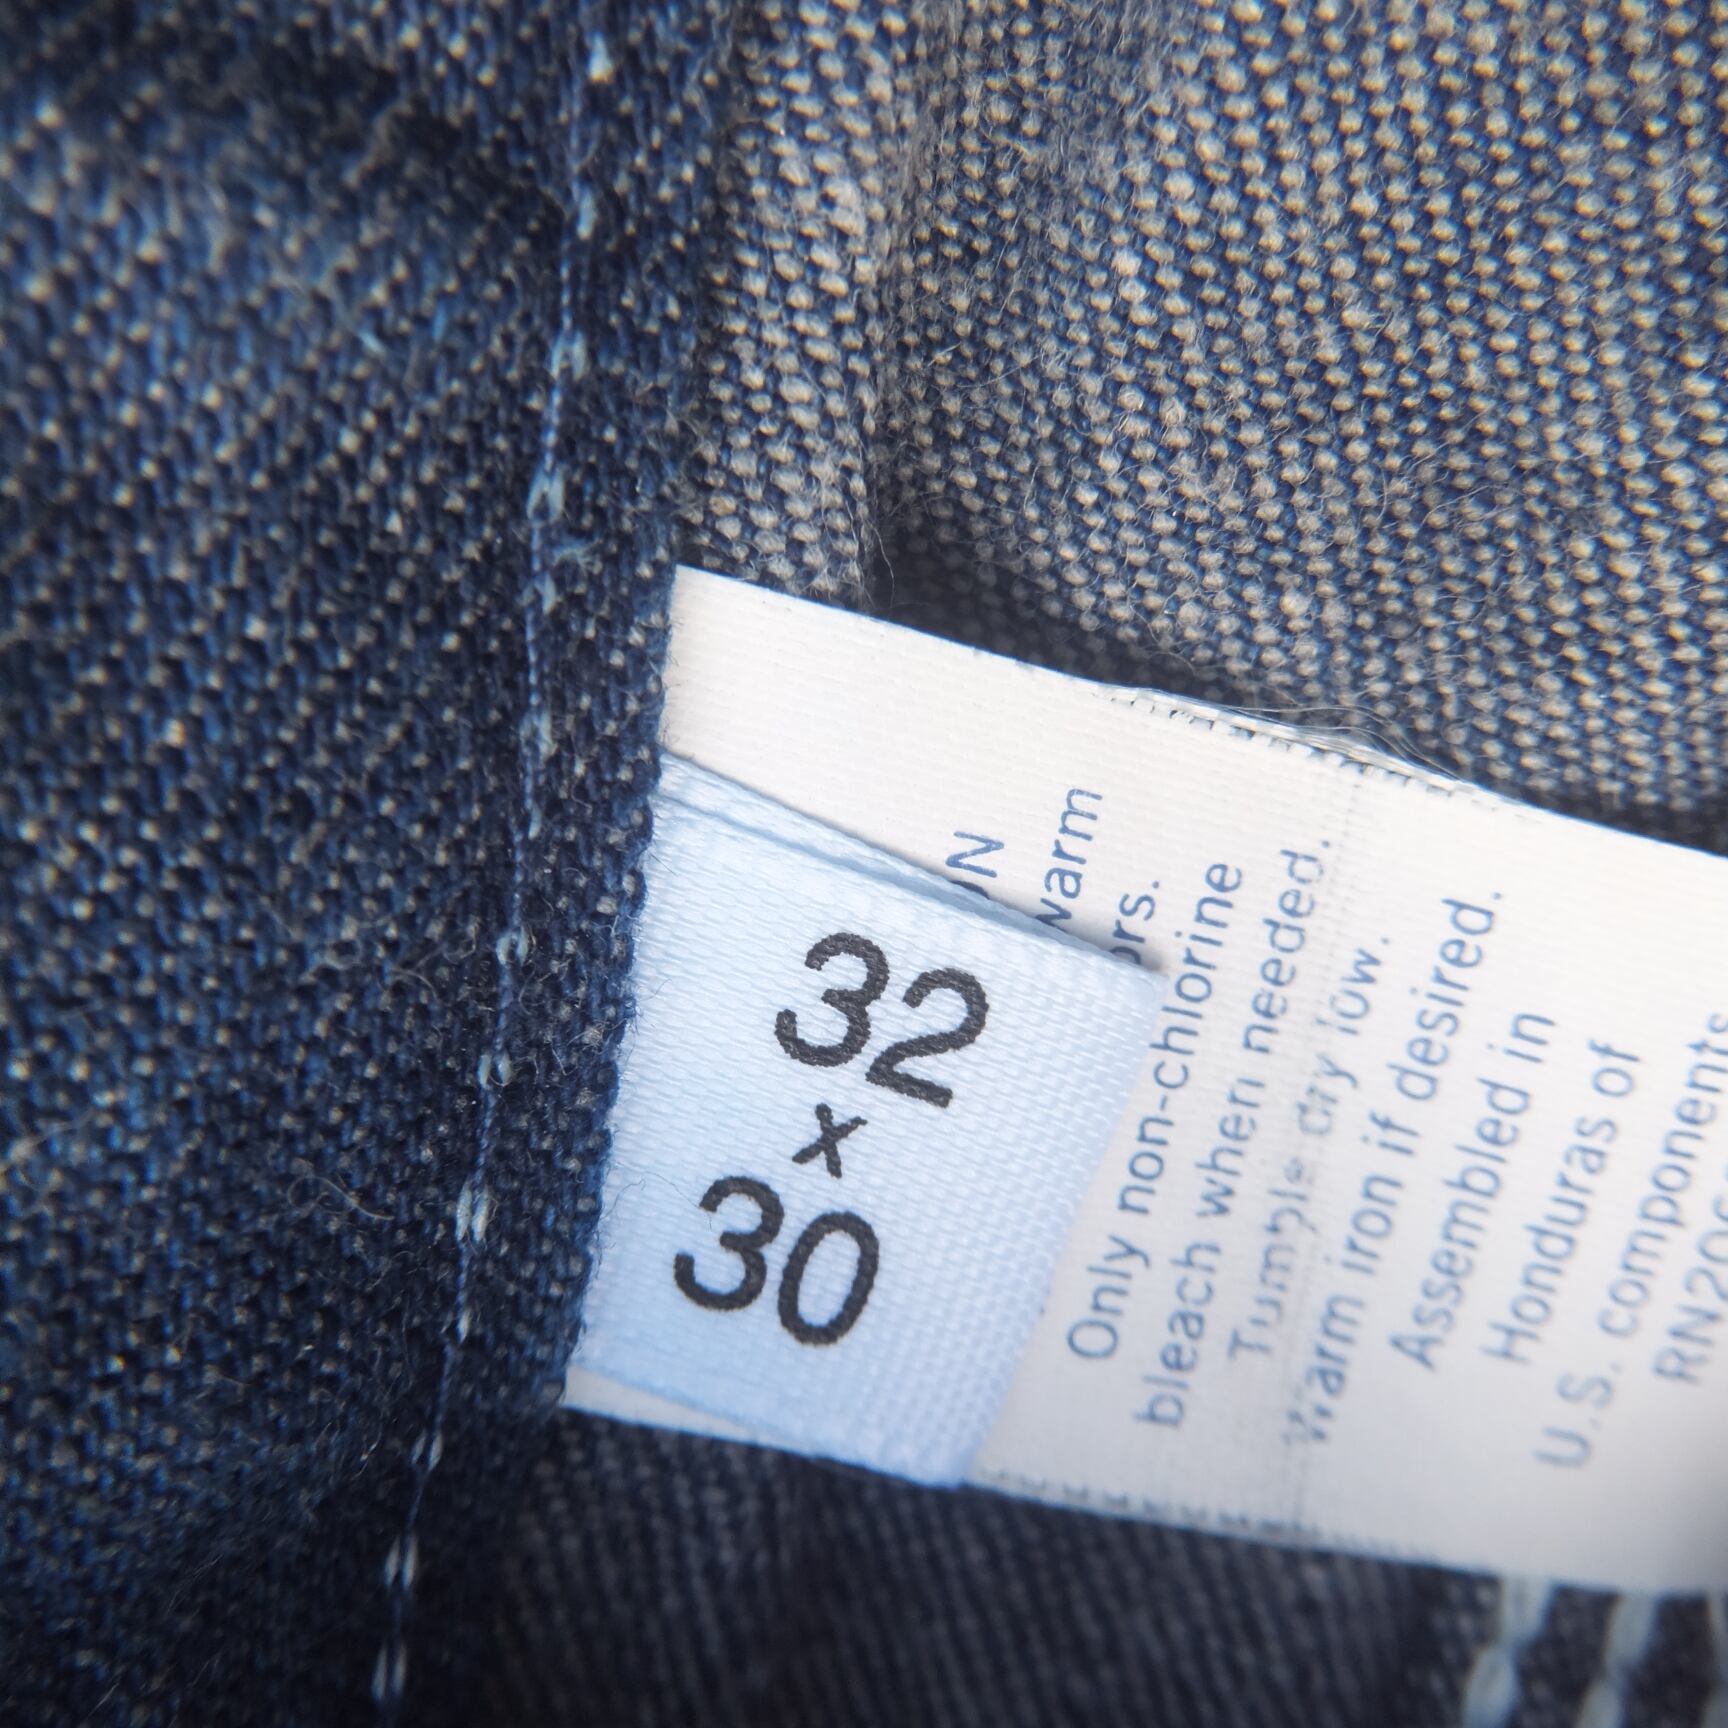 32
x
30
warm
Only non-chlorine
bleach when needed.
Tumble dry low.
Warm iron if desired.
Assembled in
Honduras of
U.S. components